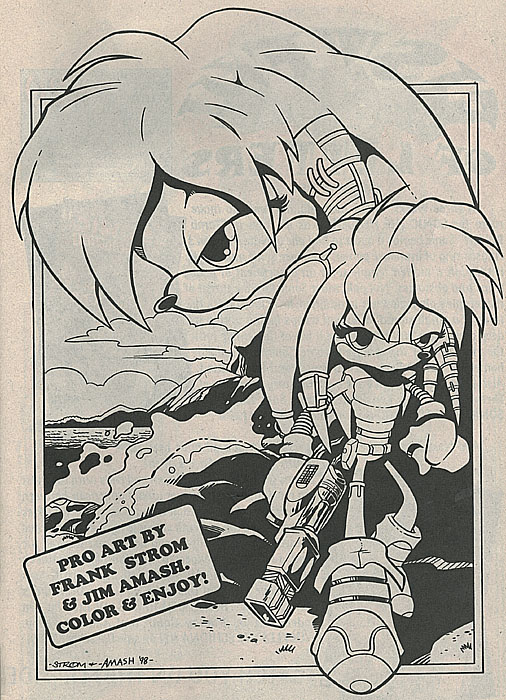 PRO ART BY
FRANK STROM
& JIM AMASH.
COLOR & ENJOY!
-STROM + -AMASH '98-